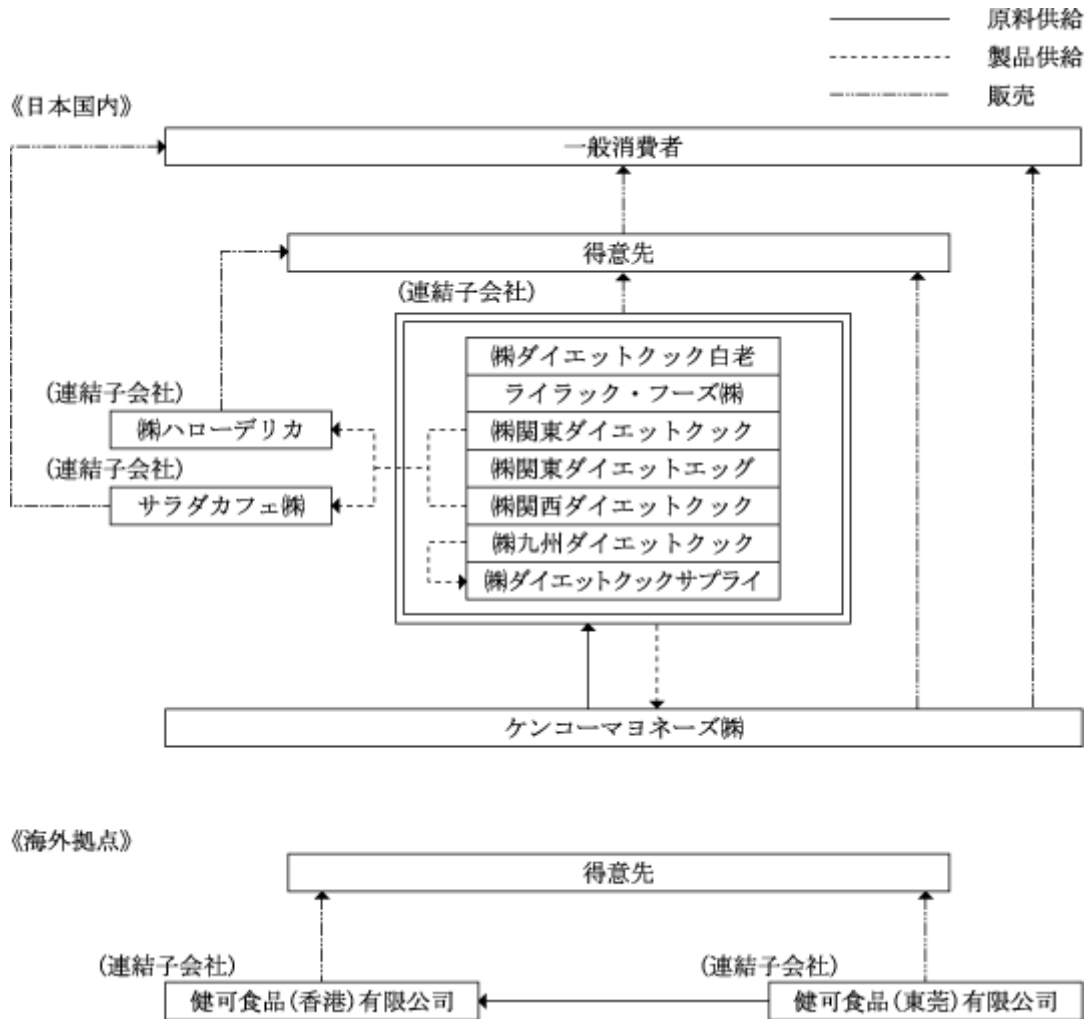 原料供給
製品供給
販売
《日本国内》
一般消費者
得意先
(連結子会社)
㈱ダイエットクック白老
ライラック・フーズ㈱
(連結子会社)
㈱ハローデリカ
㈱関東ダイエットクック
(連結子会社)
㈱関東ダイエットエッグ
サラダカフェ㈱
㈱関西ダイエットクック
㈱九州ダイエットクック
㈱ダイエットクックサプライ
ケンコーマヨネーズ㈱
《海外拠点》
得意先
(連結子会社)
(連結子会社)
健可食品(香港)有限公司
健可食品(東莞)有限公司